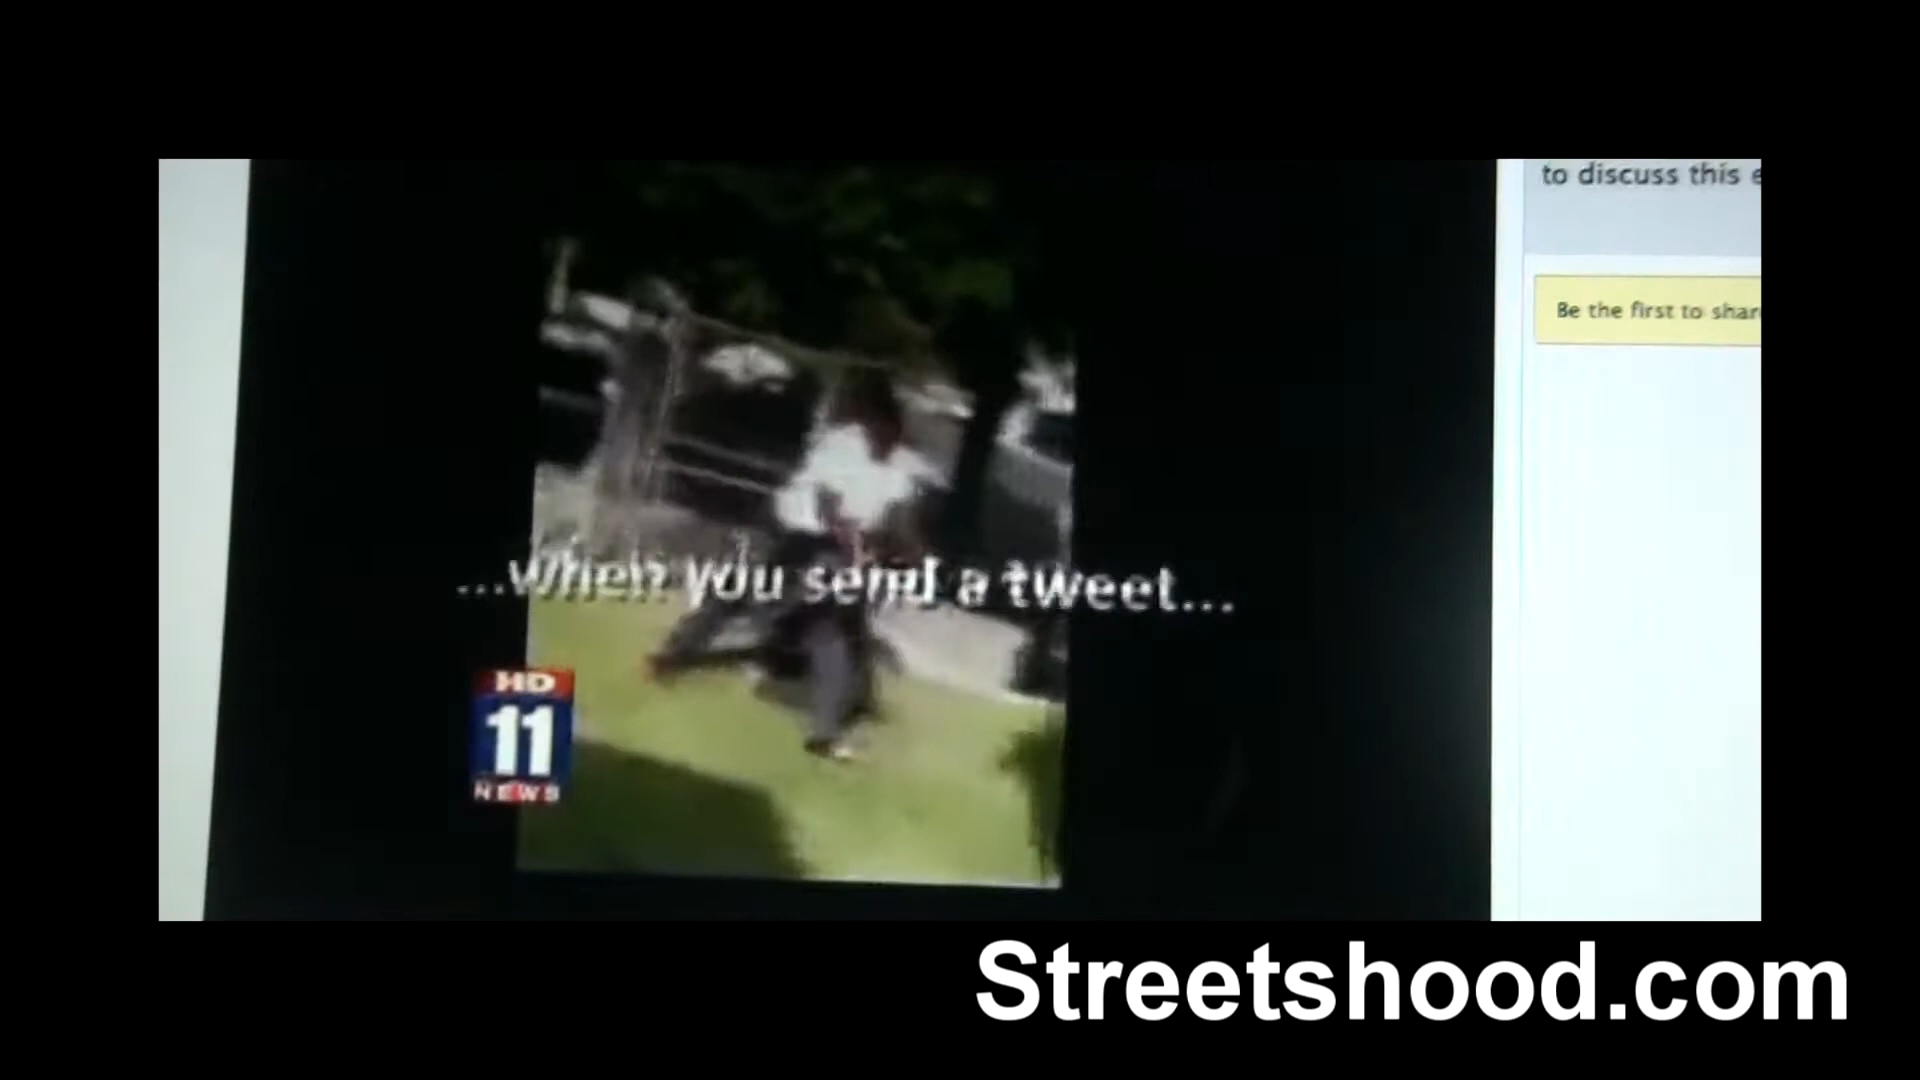 to discuss this
Be the first to shar
...when you send a tweet...
HD
11
NEWS
Streetshood.com